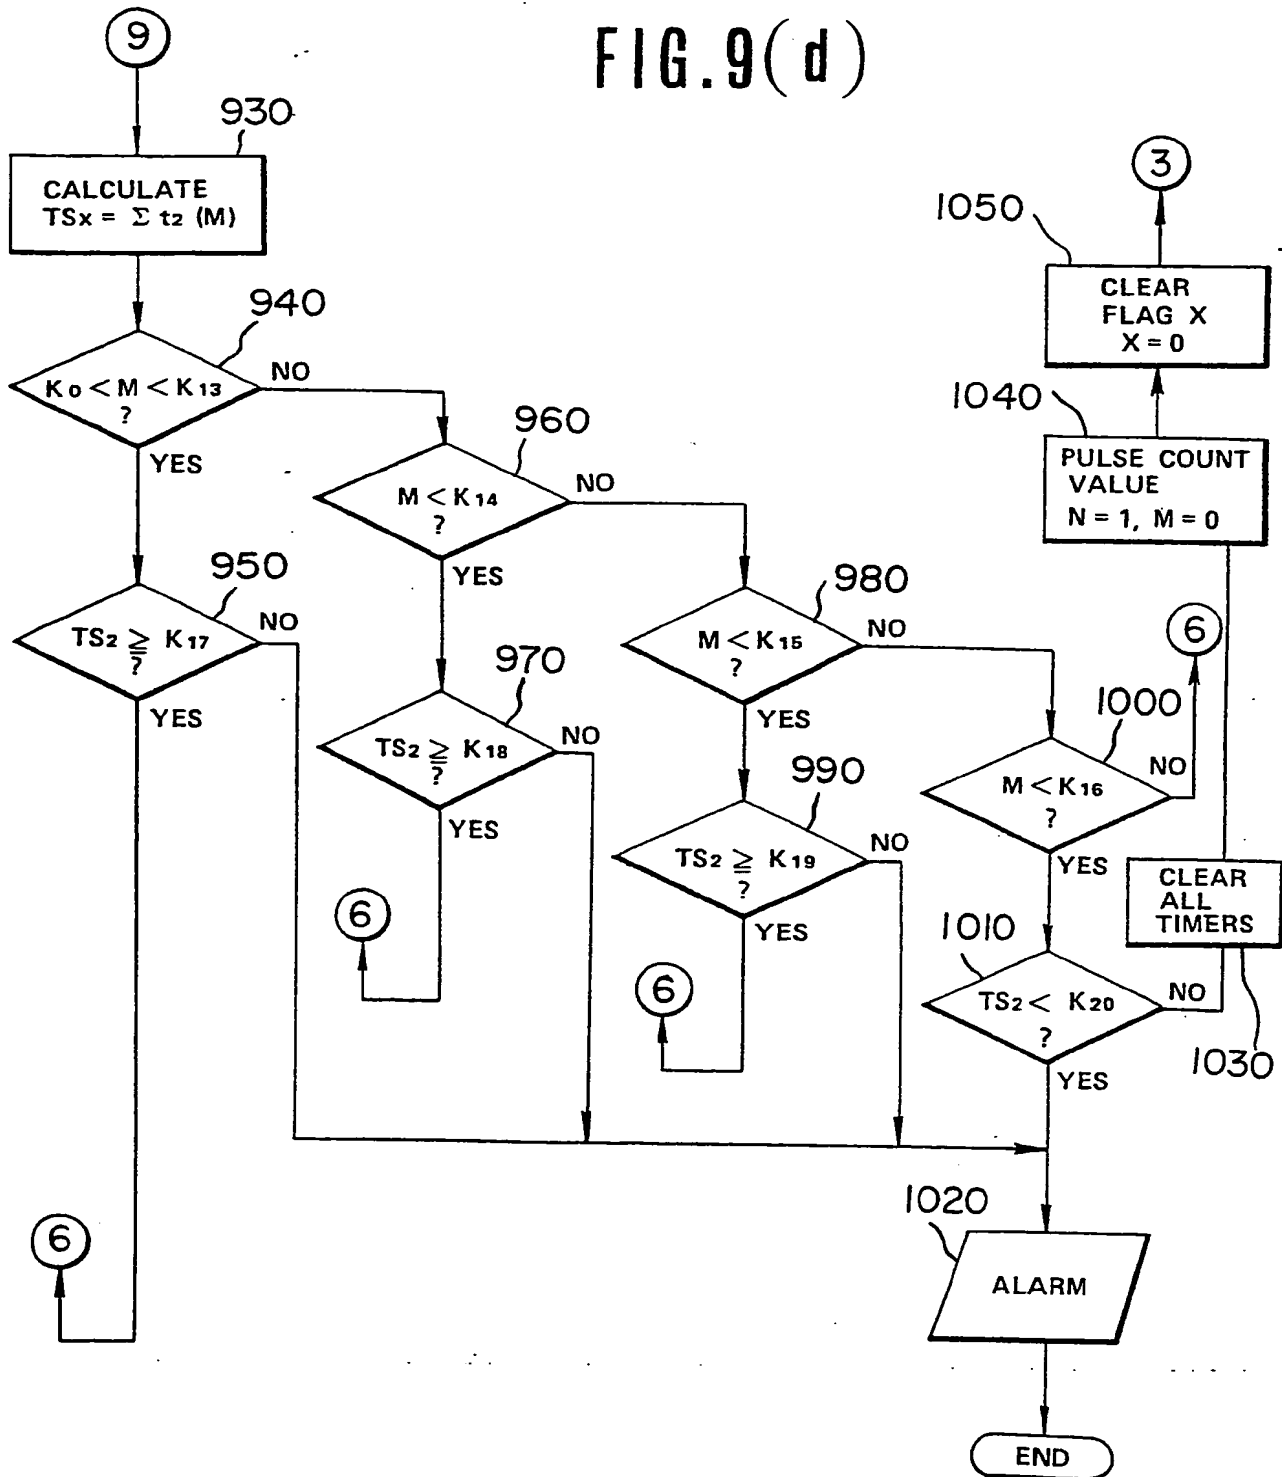 FIG.9(d)
9
930
CALCULATE
TSx = Σ t2 (M)
940
K0 < M < K13
?
NO
YES
950
TS2 ≧ K17
?
NO
YES
6
960
M < K14
?
NO
YES
970
TS2 ≧ K18
?
NO
YES
6
980
M < K15
?
NO
YES
990
TS2 ≧ K19
?
NO
YES
6
1000
M < K16
?
NO
YES
6
1010
TS2 < K20
?
NO
YES
1020
ALARM
END
CLEAR
ALL
TIMERS
1030
1040
PULSE COUNT
VALUE
N = 1, M = 0
1050
CLEAR
FLAG X
X = 0
3